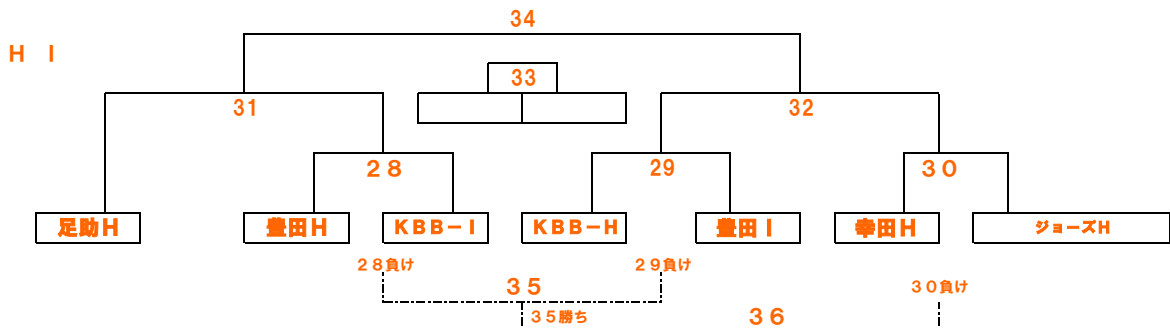 34
H I
33
31
32
28
29
30
足助H
豊田H
KBB-I
KBB-H
豊田I
幸田H
ジョーズH
28負け
29負け
35
30負け
35勝ち
36